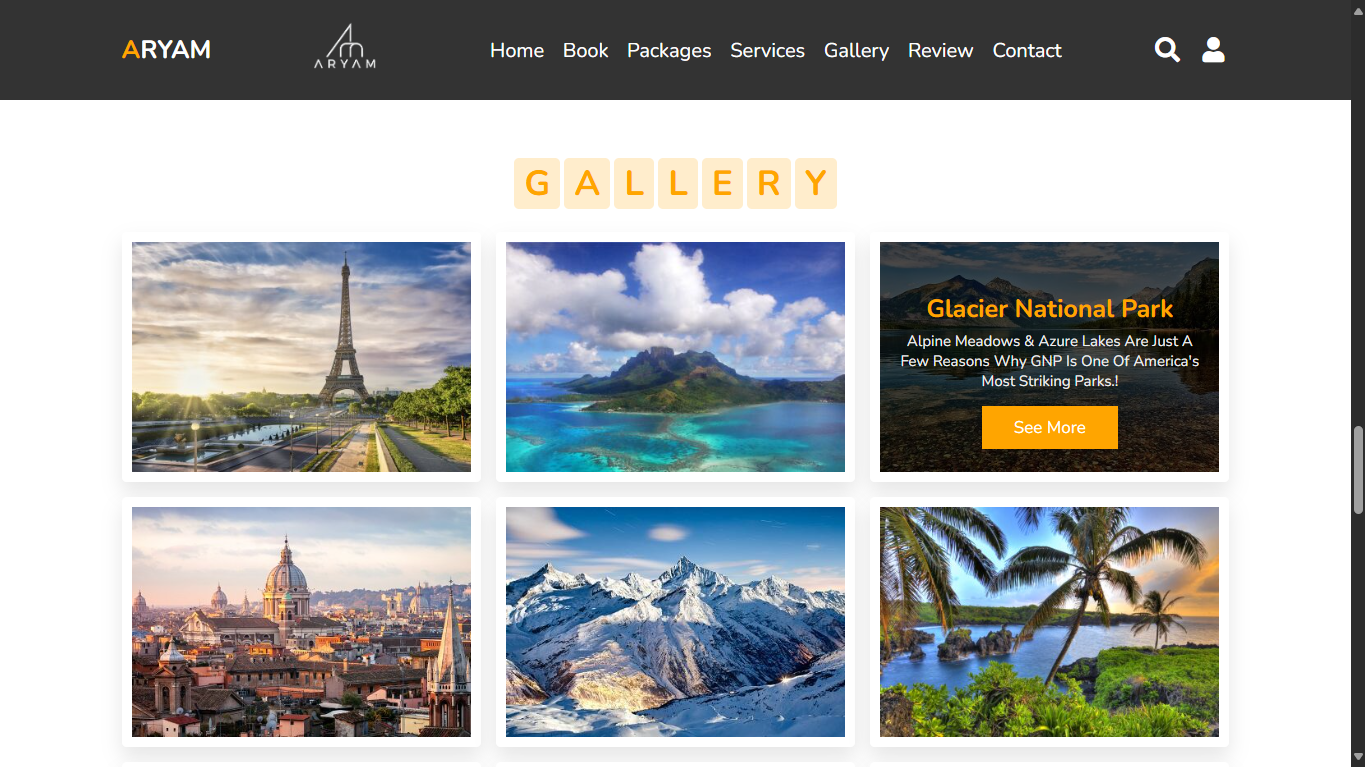 ARYAM
ARYAM
Home Book Packages Services Gallery Review Contact
GALLERY
Glacier National Park
Alpine Meadows & Azure Lakes Are Just A
Few Reasons Why GNP Is One Of America's
Most Striking Parks.!
See More